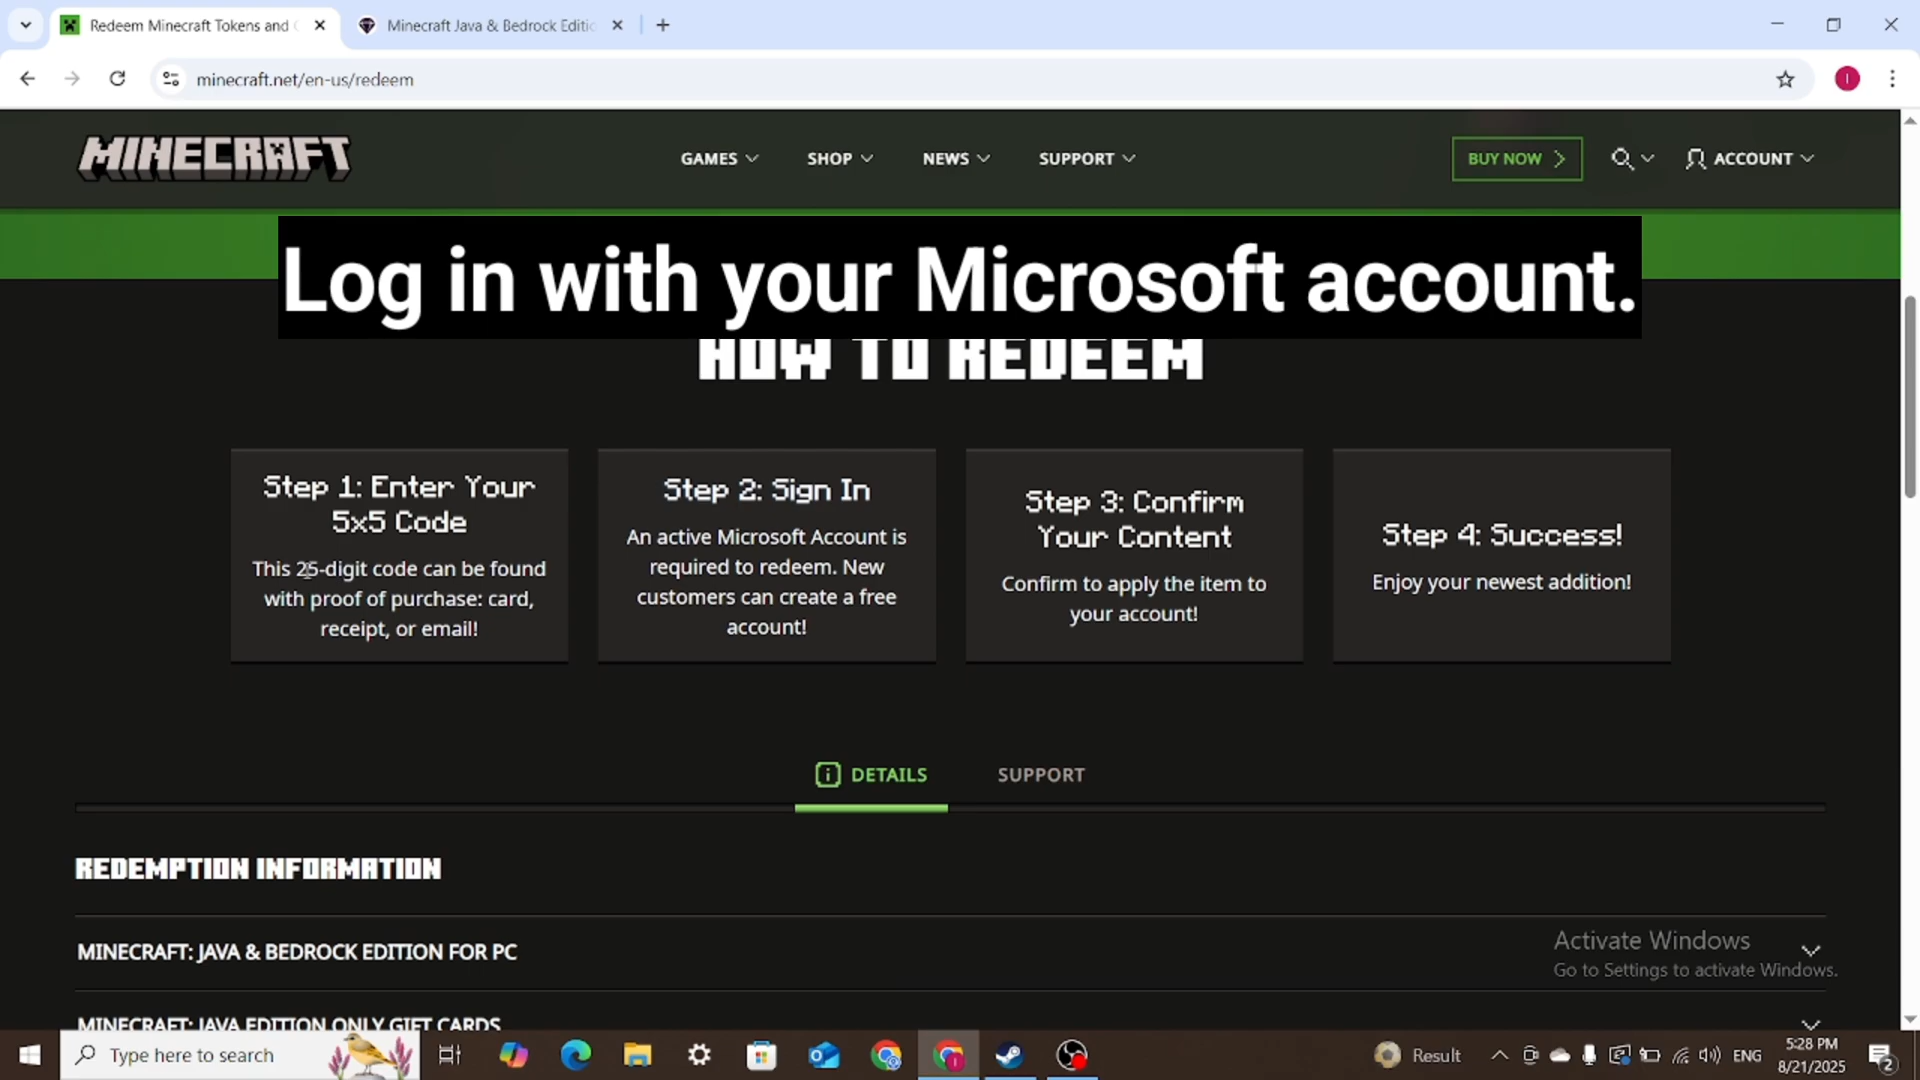 Redeem Minecraft Tokens and
Minecraft Java & Bedrock Editi
minecraft.net/en-us/redeem
MINECRAFT
GAMES
SHOP
NEWS
SUPPORT
BUY NOW
ACCOUNT
Log in with your Microsoft account.
HOW TO REDEEM
Step 1: Enter Your
5x5 Code
This 25-digit code can be found
with proof of purchase: card,
receipt, or email!
Step 2: Sign In
An active Microsoft Account is
required to redeem. New
customers can create a free
account!
Step 3: Confirm
Your Content
Confirm to apply the item to
your account!
Step 4: Success!
Enjoy your newest addition!
DETAILS
SUPPORT
REDEMPTION INFORMATION
MINECRAFT: JAVA & BEDROCK EDITION FOR PC
MINECRAFT: JAVA EDITION ONLY GIFT CARDS
Activate Windows
Go to Settings to activate Windows.
Type here to search
Result
ENG
5:28 PM
8/21/2025
2